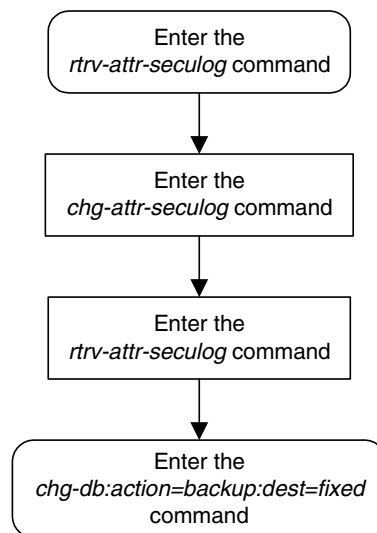 Enter the
rtrv-attr-seculog command
Enter the
chg-attr-seculog command
Enter the
rtrv-attr-seculog command
Enter the
chg-db:action=backup:dest=fixed
command